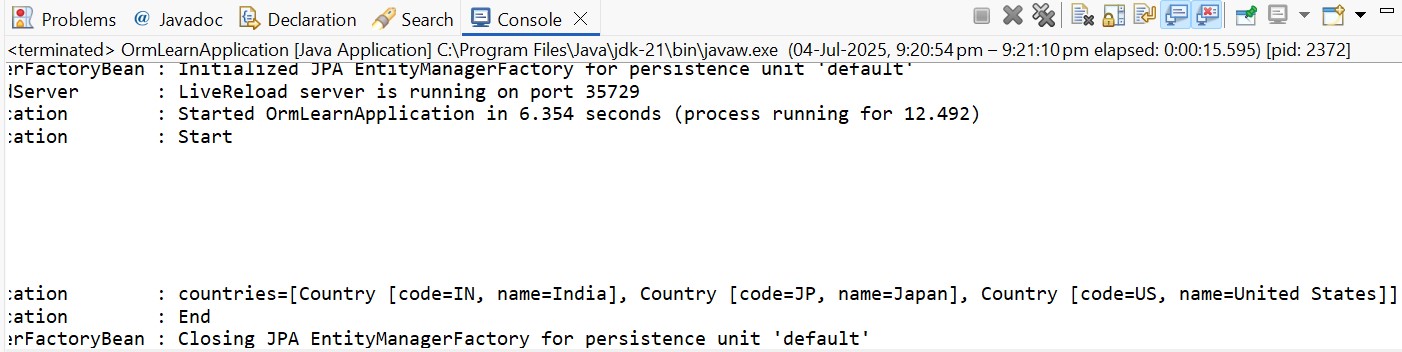 Problems @ Javadoc Declaration Search Console
<terminated> OrmLearnApplication [Java Application] C:\Program Files\Java\jdk-21\bin\javaw.exe (04-Jul-2025, 9:20:54 pm – 9:21:10 pm elapsed: 0:00:15.595) [pid: 2372]
erFactoryBean : Initialized JPA EntityManagerFactory for persistence unit 'default'
dServer : LiveReload server is running on port 35729
cation : Started OrmLearnApplication in 6.354 seconds (process running for 12.492)
cation : Start
cation : countries=[Country [code=IN, name=India], Country [code=JP, name=Japan], Country [code=US, name=United States]]
cation : End
erFactoryBean : Closing JPA EntityManagerFactory for persistence unit 'default'